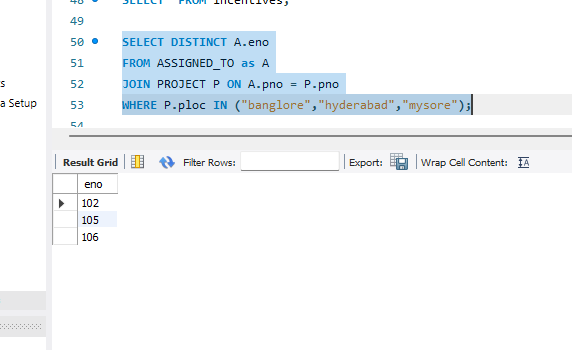 48 SELECT * FROM incentives;
49
50 SELECT DISTINCT A.eno
51 FROM ASSIGNED_TO as A
s
52 JOIN PROJECT P ON A.pno = P.pno
a Setup
53 WHERE P.ploc IN ("banglore","hyderabad","mysore");
54
Result Grid Filter Rows: Export: Wrap Cell Content:
eno
102
105
106